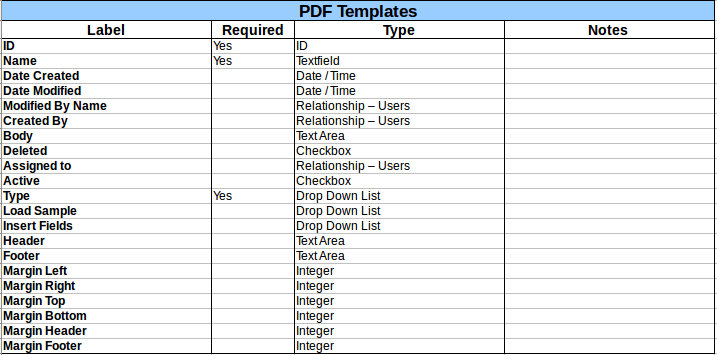 PDF Templates
Label Required Type Notes
ID Yes ID
Name Yes Textfield
Date Created Date / Time
Date Modified Date / Time
Modified By Name Relationship – Users
Created By Relationship – Users
Body Text Area
Deleted Checkbox
Assigned to Relationship – Users
Active Checkbox
Type Yes Drop Down List
Load Sample Drop Down List
Insert Fields Drop Down List
Header Text Area
Footer Text Area
Margin Left Integer
Margin Right Integer
Margin Top Integer
Margin Bottom Integer
Margin Header Integer
Margin Footer Integer